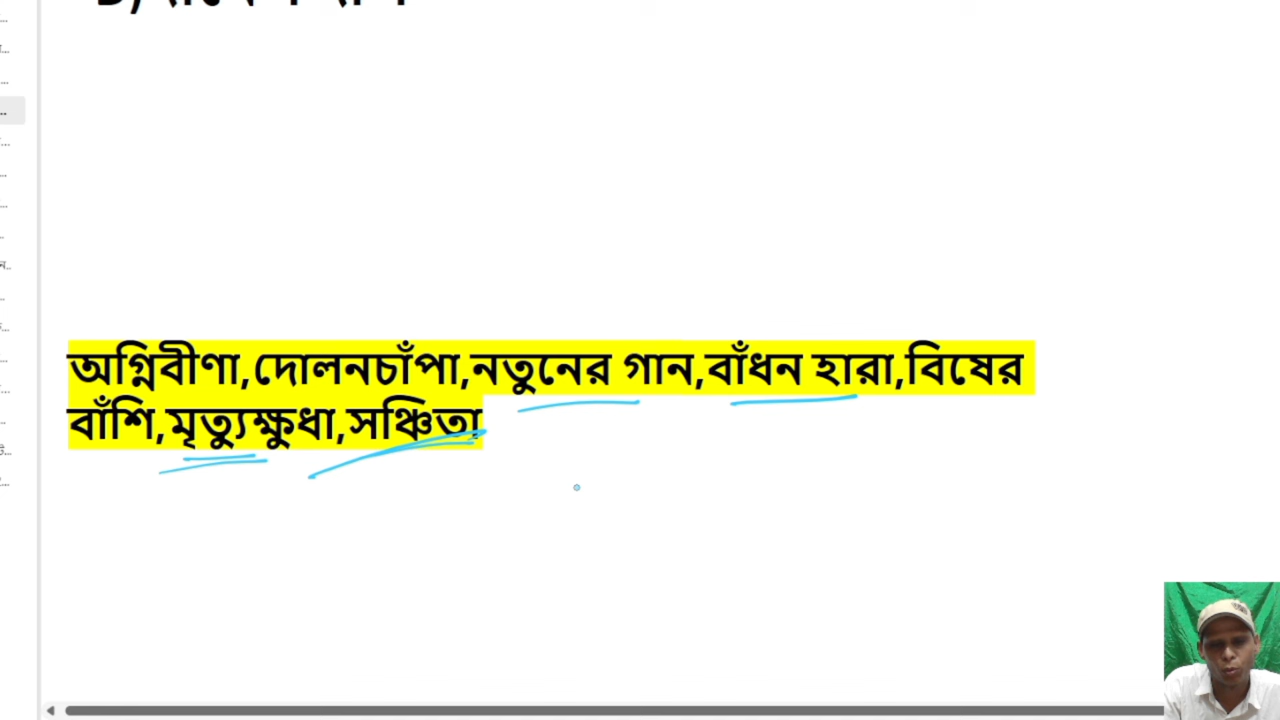 অগ্নিবীণা,দোলনচাঁপা,নতুনের গান,বাঁধন হারা,বিষের
বাঁশি,মৃত্যুক্ষুধা,সঞ্চিতা